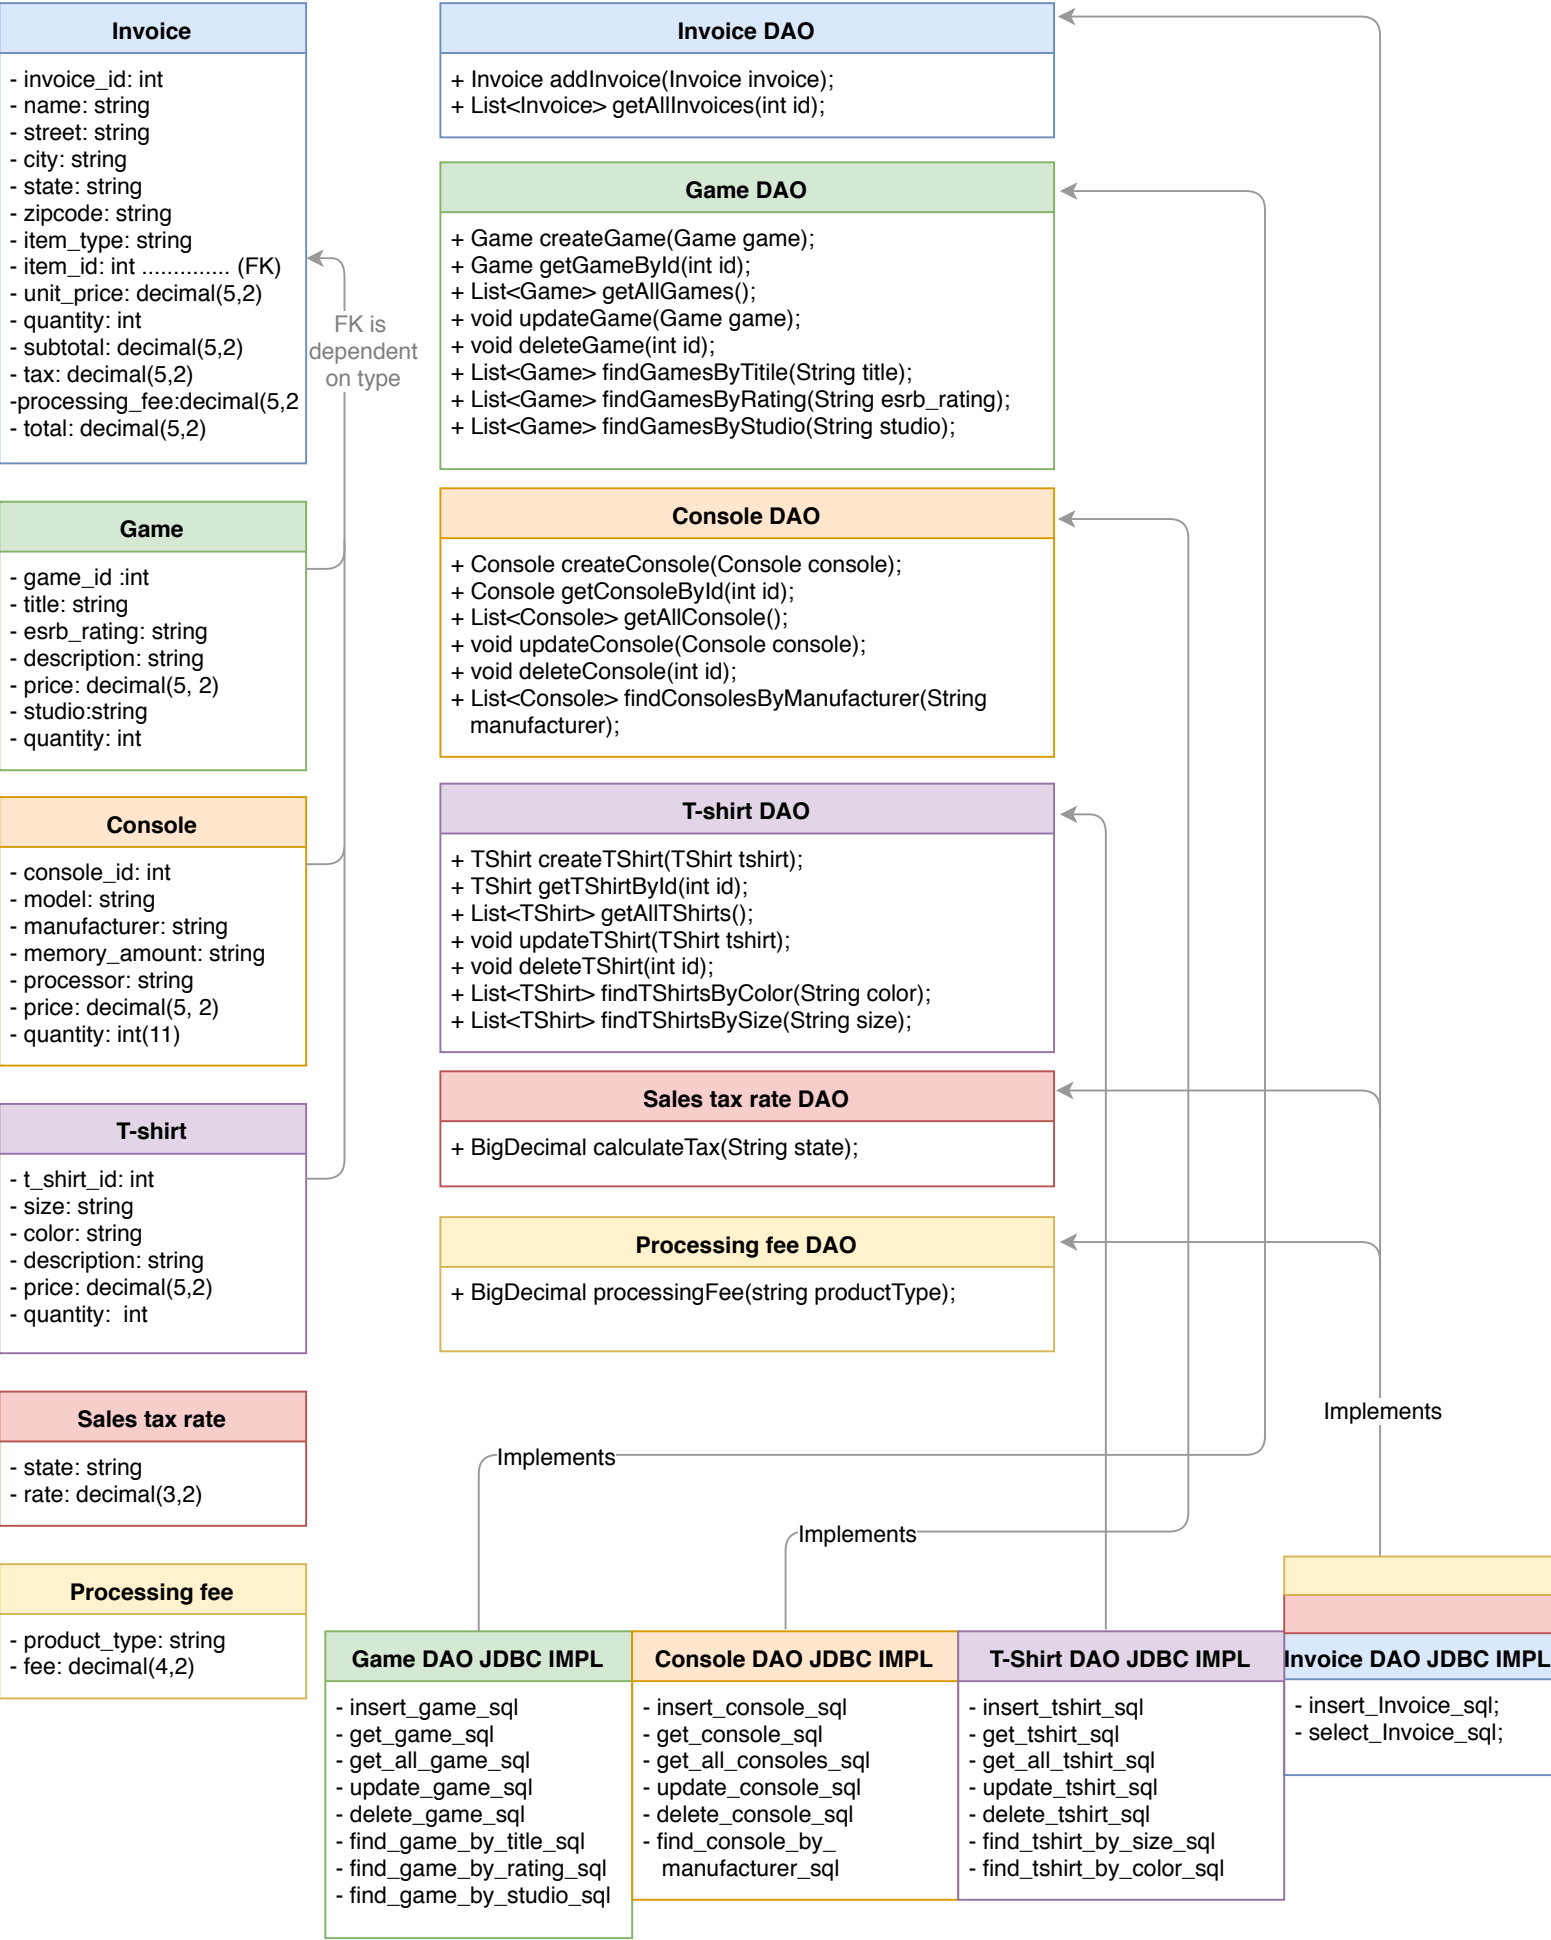 Invoice
- invoice_id: int
- name: string
- street: string
- city: string
- state: string
- zipcode: string
- item_type: string
- item_id: int .............. (FK)
- unit_price: decimal(5,2)
- quantity: int
- subtotal: decimal(5,2)
- tax: decimal(5,2)
-processing_fee:decimal(5,2
- total: decimal(5,2)
FK is
dependent
on type
Game
- game_id :int
- title: string
- esrb_rating: string
- description: string
- price: decimal(5, 2)
- studio:string
- quantity: int
Console
- console_id: int
- model: string
- manufacturer: string
- memory_amount: string
- processor: string
- price: decimal(5, 2)
- quantity: int(11)
T-shirt
- t_shirt_id: int
- size: string
- color: string
- description: string
- price: decimal(5,2)
- quantity:  int
Sales tax rate
- state: string
- rate: decimal(3,2)
Processing fee
- product_type: string
- fee: decimal(4,2)
Invoice DAO
+ Invoice addInvoice(Invoice invoice);
+ List<Invoice> getAllInvoices(int id);
Game DAO
+ Game createGame(Game game);
+ Game getGameById(int id);
+ List<Game> getAllGames();
+ void updateGame(Game game);
+ void deleteGame(int id);
+ List<Game> findGamesByTitile(String title);
+ List<Game> findGamesByRating(String esrb_rating);
+ List<Game> findGamesByStudio(String studio);
Console DAO
+ Console createConsole(Console console);
+ Console getConsoleById(int id);
+ List<Console> getAllConsole();
+ void updateConsole(Console console);
+ void deleteConsole(int id);
+ List<Console> findConsolesByManufacturer(String
manufacturer);
T-shirt DAO
+ TShirt createTShirt(TShirt tshirt);
+ TShirt getTShirtById(int id);
+ List<TShirt> getAllTShirts();
+ void updateTShirt(TShirt tshirt);
+ void deleteTShirt(int id);
+ List<TShirt> findTShirtsByColor(String color);
+ List<TShirt> findTShirtsBySize(String size);
Sales tax rate DAO
+ BigDecimal calculateTax(String state);
Processing fee DAO
+ BigDecimal processingFee(string productType);
Implements
Implements
Implements
Game DAO JDBC IMPL
- insert_game_sql
- get_game_sql
- get_all_game_sql
- update_game_sql
- delete_game_sql
- find_game_by_title_sql
- find_game_by_rating_sql
- find_game_by_studio_sql
Console DAO JDBC IMPL
- insert_console_sql
- get_console_sql
- get_all_consoles_sql
- update_console_sql
- delete_console_sql
- find_console_by_
manufacturer_sql
T-Shirt DAO JDBC IMPL
- insert_tshirt_sql
- get_tshirt_sql
- get_all_tshirt_sql
- update_tshirt_sql
- delete_tshirt_sql
- find_tshirt_by_size_sql
- find_tshirt_by_color_sql
Invoice DAO JDBC IMPL
- insert_Invoice_sql;
- select_Invoice_sql;